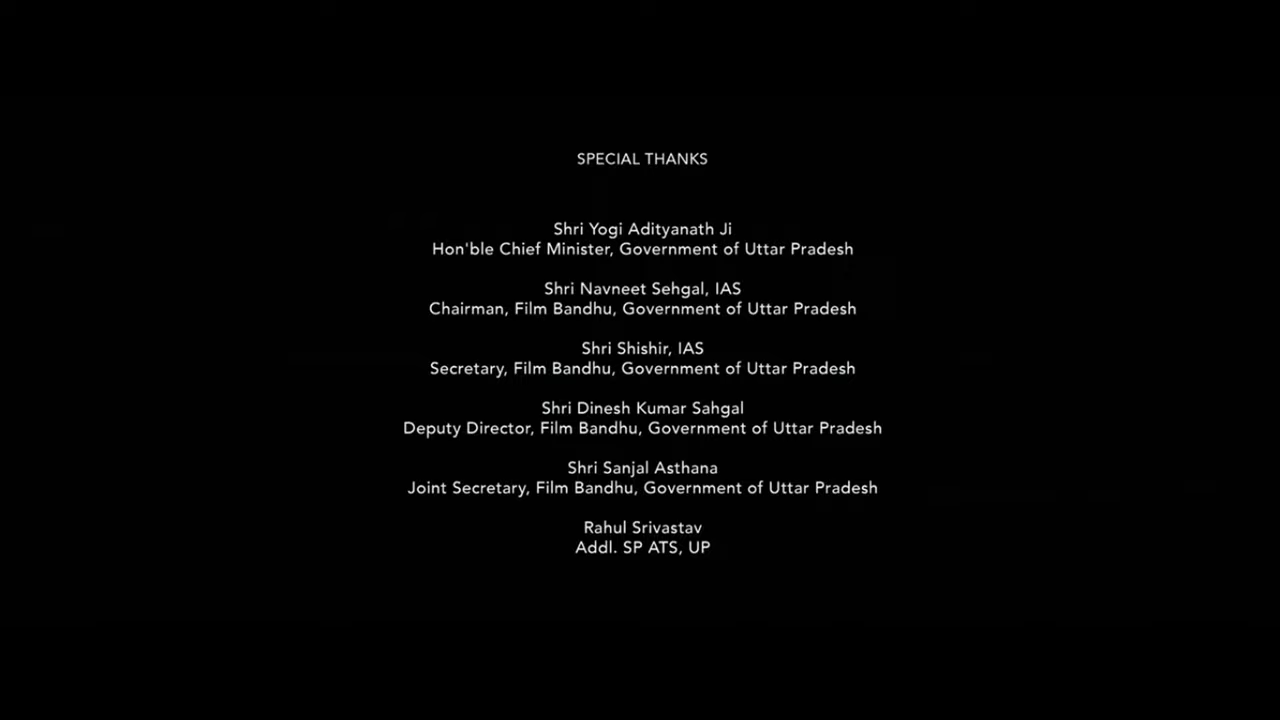 SPECIAL THANKS
Shri Yogi Adityanath Ji
Hon'ble Chief Minister, Government of Uttar Pradesh
Shri Navneet Sehgal, IAS
Chairman, Film Bandhu, Government of Uttar Pradesh
Shri Shishir, IAS
Secretary, Film Bandhu, Government of Uttar Pradesh
Shri Dinesh Kumar Sahgal
Deputy Director, Film Bandhu, Government of Uttar Pradesh
Shri Sanjal Asthana
Joint Secretary, Film Bandhu, Government of Uttar Pradesh
Rahul Srivastav
Addl. SP ATS, UP